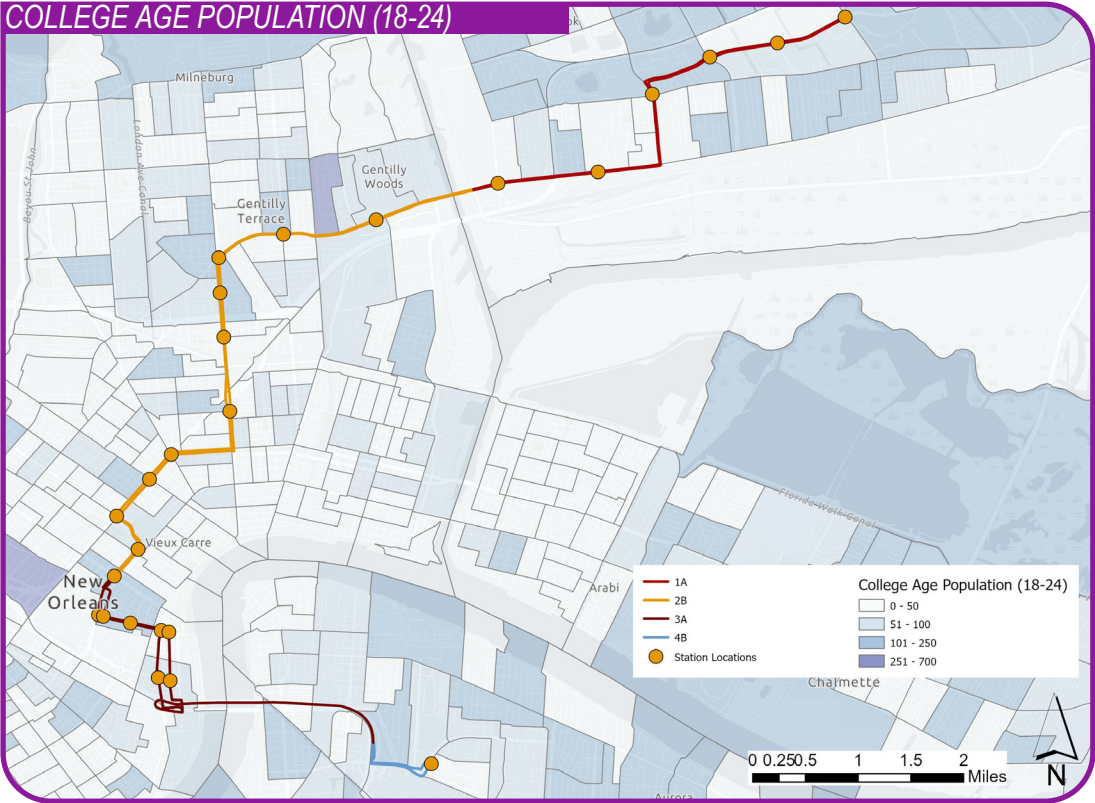 COLLEGE AGE POPULATION (18-24)
ok
Milneburg
London Ave Canal
Bayou St John
Gentilly
Woods
Gentilly
Terrace
Vieux Carre
New
Orleans
Florida Walk Canal
Arabi
1A
2B
3A
4B
Station Locations
College Age Population (18-24)
0 - 50
51 - 100
101 - 250
251 - 700
Chalmette
0 0.25 0.5 1 1.5 2
Miles
N
Aurora